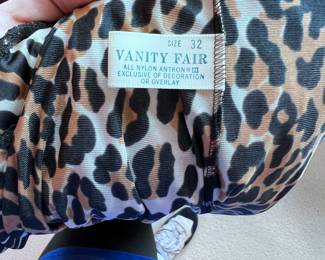 SIZE 32
VANITY FAIR
ALL NYLON ANTRON® III
EXCLUSIVE OF DECORATION
OR OVERLAY